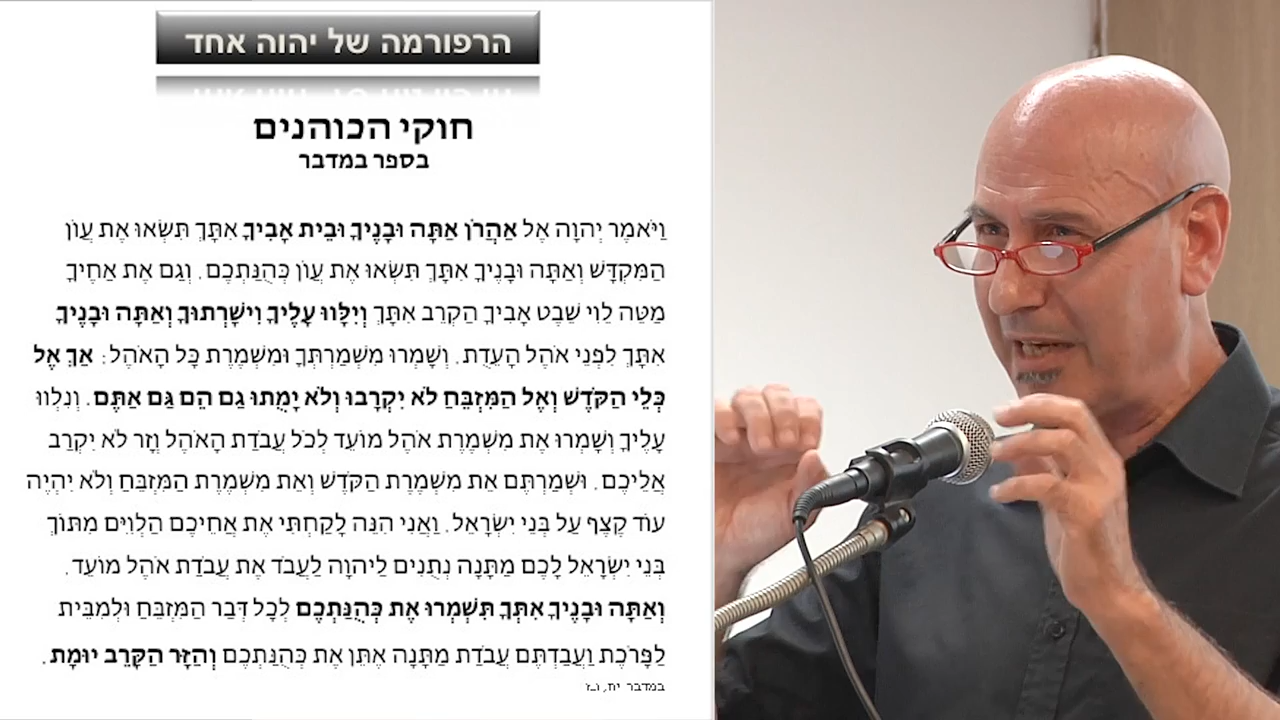 הרפורמה של יהוה אחד
חוקי הכוהנים
בספר במדבר
וַיֹּאמֶר יְהוָה אֶל אַהֲרֹן אַתָּה וּבָנֶיךָ וּבֵית אָבִיךָ אִתָּךְ תִּשְׂאוּ אֶת עֲוֹן
הַמִּקְדָּשׁ וְאַתָּה וּבָנֶיךָ אִתָּךְ תִּשְׂאוּ אֶת עֲוֹן כְּהֻנַּתְכֶם. וְגַם אֶת אַחֶיךָ
מַטֵּה לֵוִי שֵׁבֶט אָבִיךָ הַקְרֵב אִתָּךְ וְיִלָּווּ עָלֶיךָ וִישָׁרְתוּךָ וְאַתָּה וּבָנֶיךָ
אִתָּךְ לִפְנֵי אֹהֶל הָעֵדֻת. וְשָׁמְרוּ מִשְׁמַרְתְּךָ וּמִשְׁמֶרֶת כָּל הָאֹהֶל: אַךְ אֶל
כְּלֵי הַקֹּדֶשׁ וְאֶל הַמִּזְבֵּחַ לֹא יִקְרָבוּ וְלֹא יָמֻתוּ גַם הֵם גַּם אַתֶּם. וְנִלְווּ
עָלֶיךָ וְשָׁמְרוּ אֶת מִשְׁמֶרֶת אֹהֶל מוֹעֵד לְכֹל עֲבֹדַת הָאֹהֶל וְזָר לֹא יִקְרַב
אֲלֵיכֶם. וּשְׁמַרְתֶּם אֵת מִשְׁמֶרֶת הַקֹּדֶשׁ וְאֵת מִשְׁמֶרֶת הַמִּזְבֵּחַ וְלֹא יִהְיֶה
עוֹד קֶצֶף עַל בְּנֵי יִשְׂרָאֵל. וַאֲנִי הִנֵּה לָקַחְתִּי אֶת אֲחֵיכֶם הַלְוִיִּם מִתּוֹךְ
בְּנֵי יִשְׂרָאֵל לָכֶם מַתָּנָה נְתֻנִים לַיהוָה לַעֲבֹד אֶת עֲבֹדַת אֹהֶל מוֹעֵד.
וְאַתָּה וּבָנֶיךָ אִתְּךָ תִּשְׁמְרוּ אֶת כְּהֻנַּתְכֶם לְכָל דְּבַר הַמִּזְבֵּחַ וּלְמִבֵּית
לַפָּרֹכֶת וַעֲבַדְתֶּם עֲבֹדַת מַתָּנָה אֶתֵּן אֶת כְּהֻנַּתְכֶם וְהַזָּר הַקָּרֵב יוּמָת.
במדבר יח, ו-ז